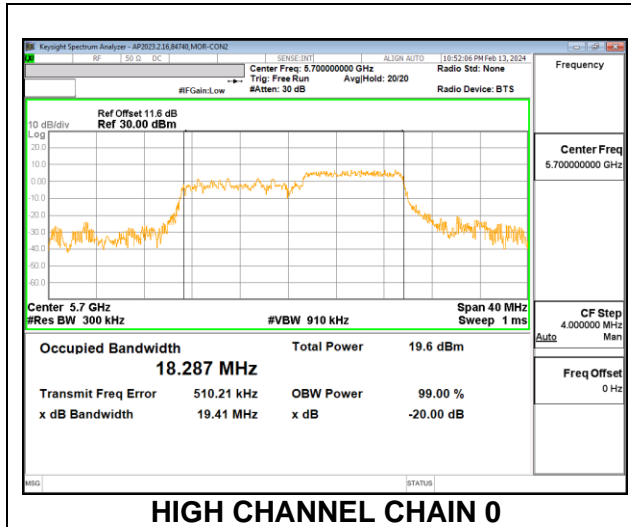 Keysight Spectrum Analyzer - AP2023.2.16,84740,MOR-CON2
RF 50 Ω DC SENSE:INT ALIGN AUTO 10:52:06 PM Feb 13, 2024
Center Freq: 5.700000000 GHz Radio Std: None
Trig: Free Run Avg|Hold: 20/20
#IFGain:Low #Atten: 30 dB Radio Device: BTS
Frequency
Ref Offset 11.6 dB
10 dB/div Ref 30.00 dBm
Log
20.0
10.0
0.00
-10.0
-20.0
-30.0
-40.0
-50.0
-60.0
Center 5.7 GHz Span 40 MHz
#Res BW 300 kHz #VBW 910 kHz Sweep 1 ms
Center Freq
5.700000000 GHz
CF Step
4.000000 MHz
Auto Man
Freq Offset
0 Hz
Occupied Bandwidth Total Power 19.6 dBm
18.287 MHz
Transmit Freq Error 510.21 kHz OBW Power 99.00 %
x dB Bandwidth 19.41 MHz x dB -20.00 dB
MSG STATUS
HIGH CHANNEL CHAIN 0